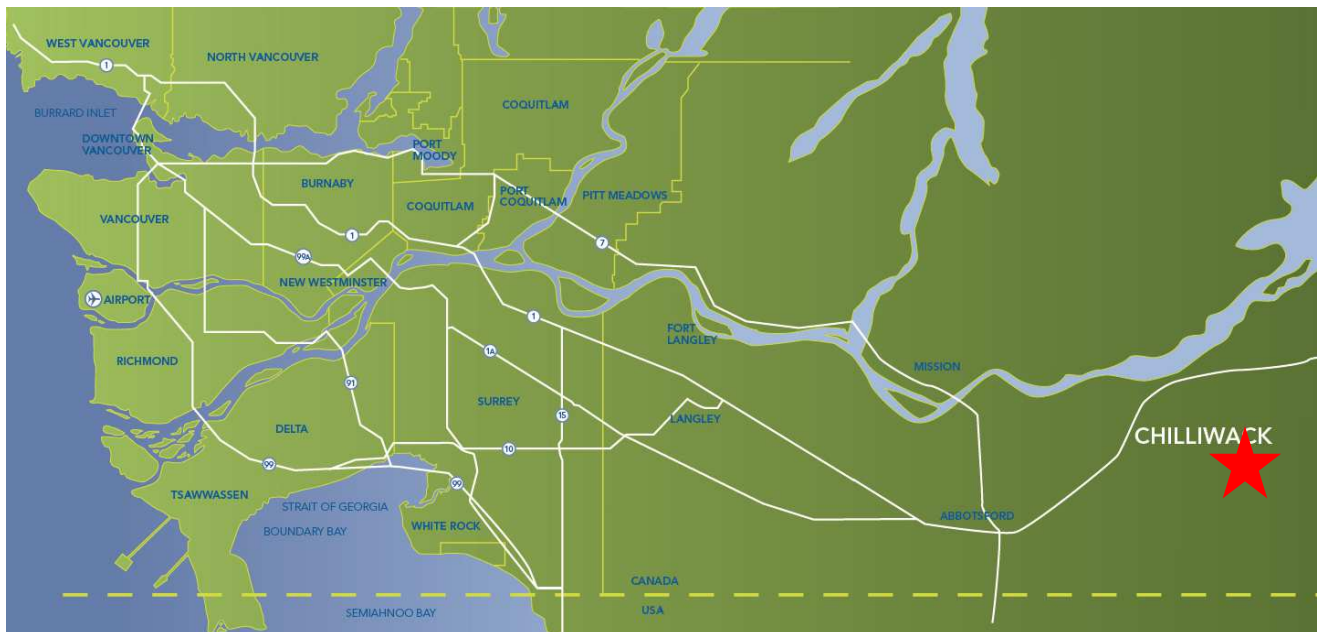 WEST VANCOUVER
NORTH VANCOUVER
1
BURRARD INLET
COQUITLAM
DOWNTOWN
VANCOUVER
PORT
MOODY
BURNABY
PORT
COQUITLAM
PITT MEADOWS
COQUITLAM
VANCOUVER
1
7
99A
NEW WESTMINSTER
AIRPORT
1
FORT
LANGLEY
1A
RICHMOND
MISSION
91
SURREY
15
LANGLEY
DELTA
CHILLIWACK
10
99
99
TSAWWASSEN
STRAIT OF GEORGIA
ABBOTSFORD
WHITE ROCK
BOUNDARY BAY
CANADA
USA
SEMIAHNOO BAY